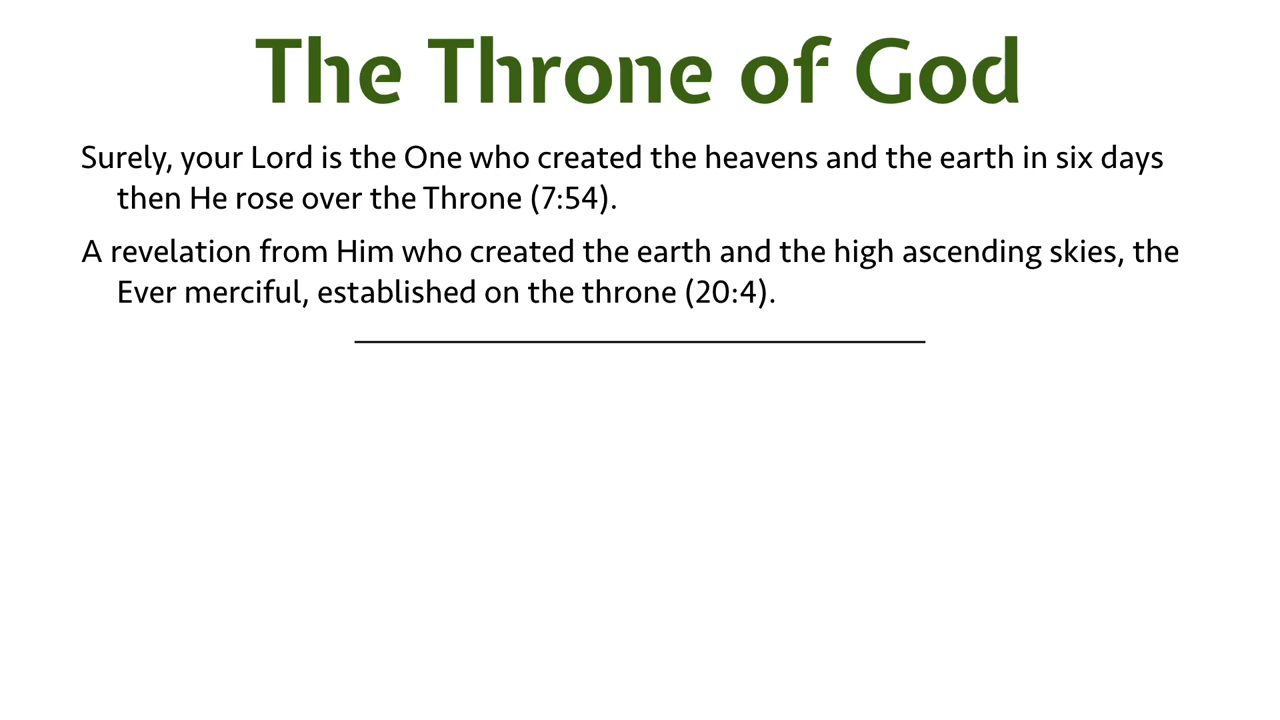 The Throne of God
Surely, your Lord is the One who created the heavens and the earth in six days
then He rose over the Throne (7:54).
A revelation from Him who created the earth and the high ascending skies, the
Ever merciful, established on the throne (20:4).